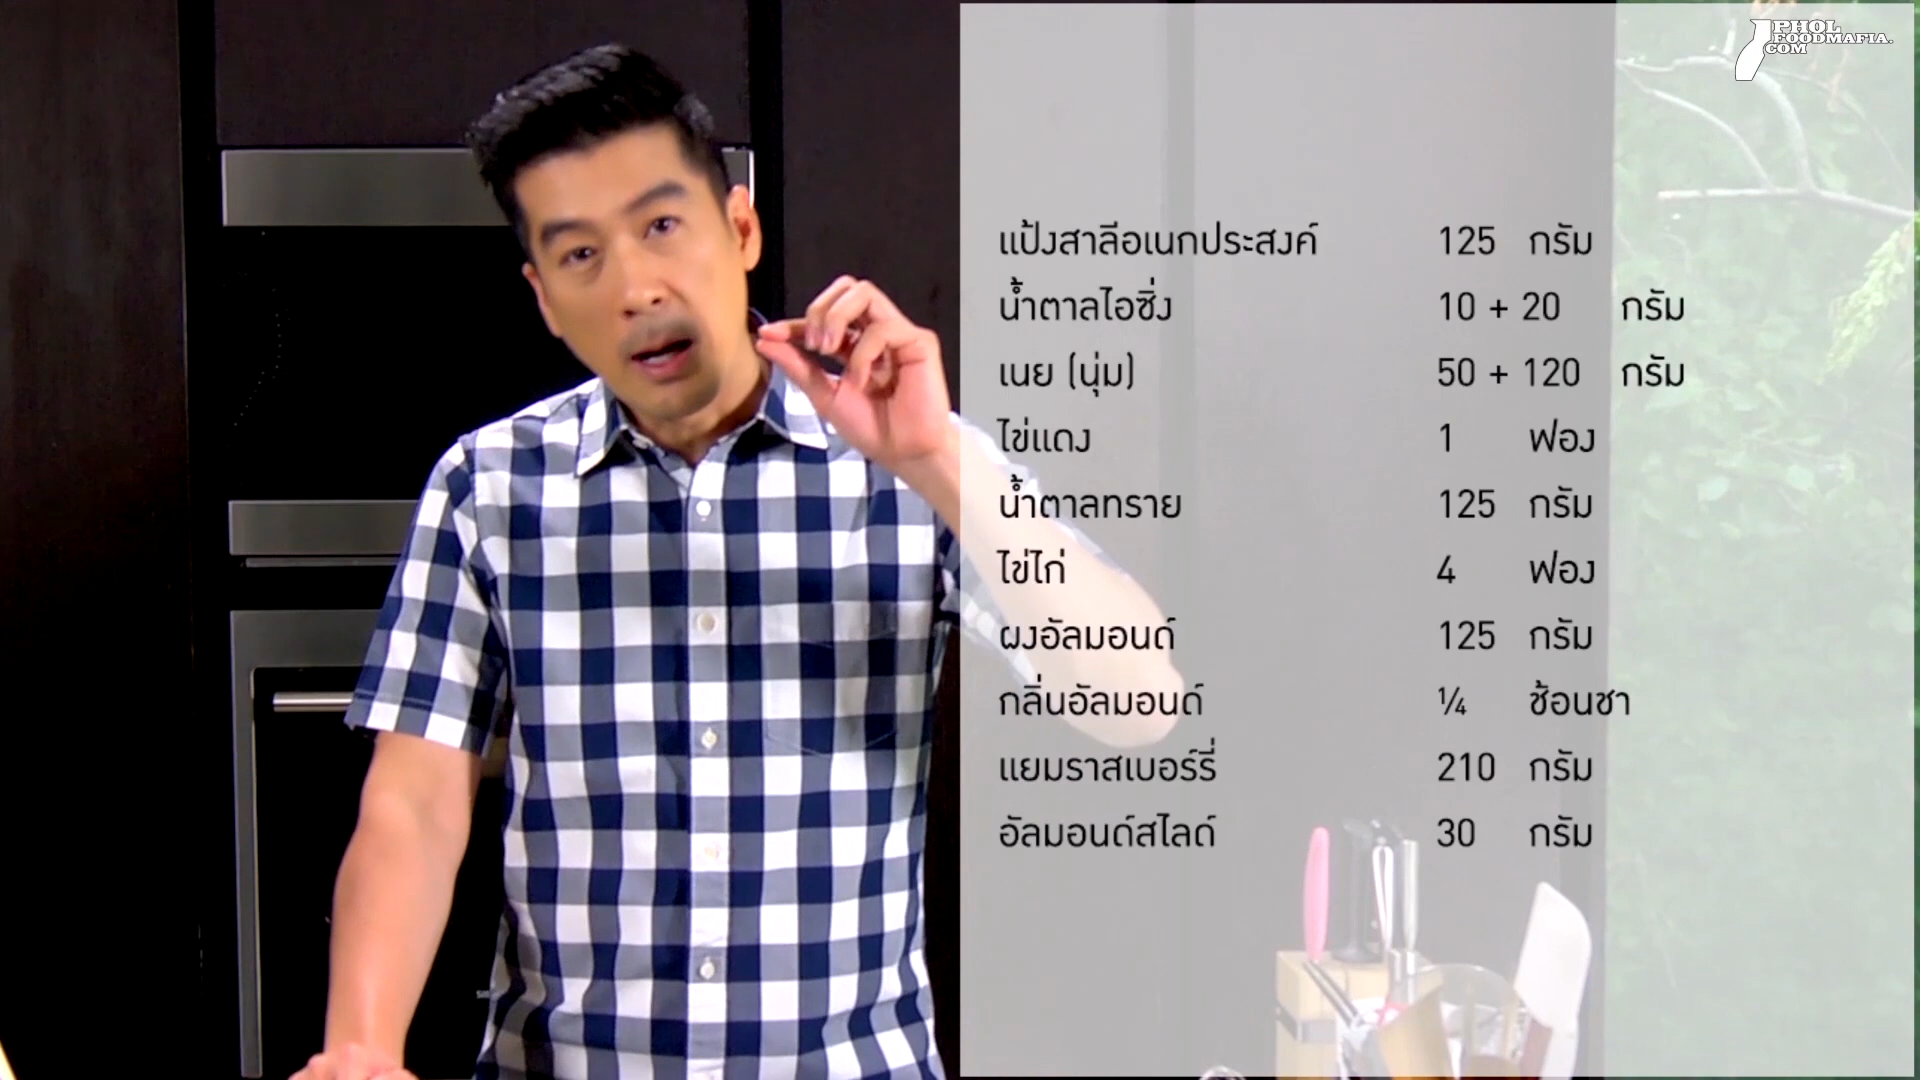 PHOL
FOODMAFIA.
COM
แป้งสาลีอเนกประสงค์ 125 กรัม
น้ำตาลไอซิ่ง 10 + 20 กรัม
เนย (นุ่ม) 50 + 120 กรัม
ไข่แดง 1 ฟอง
น้ำตาลทราย 125 กรัม
ไข่ไก่ 4 ฟอง
ผงอัลมอนด์ 125 กรัม
กลิ่นอัลมอนด์ ¼ ช้อนชา
แยมราสเบอร์รี่ 210 กรัม
อัลมอนด์สไลด์ 30 กรัม